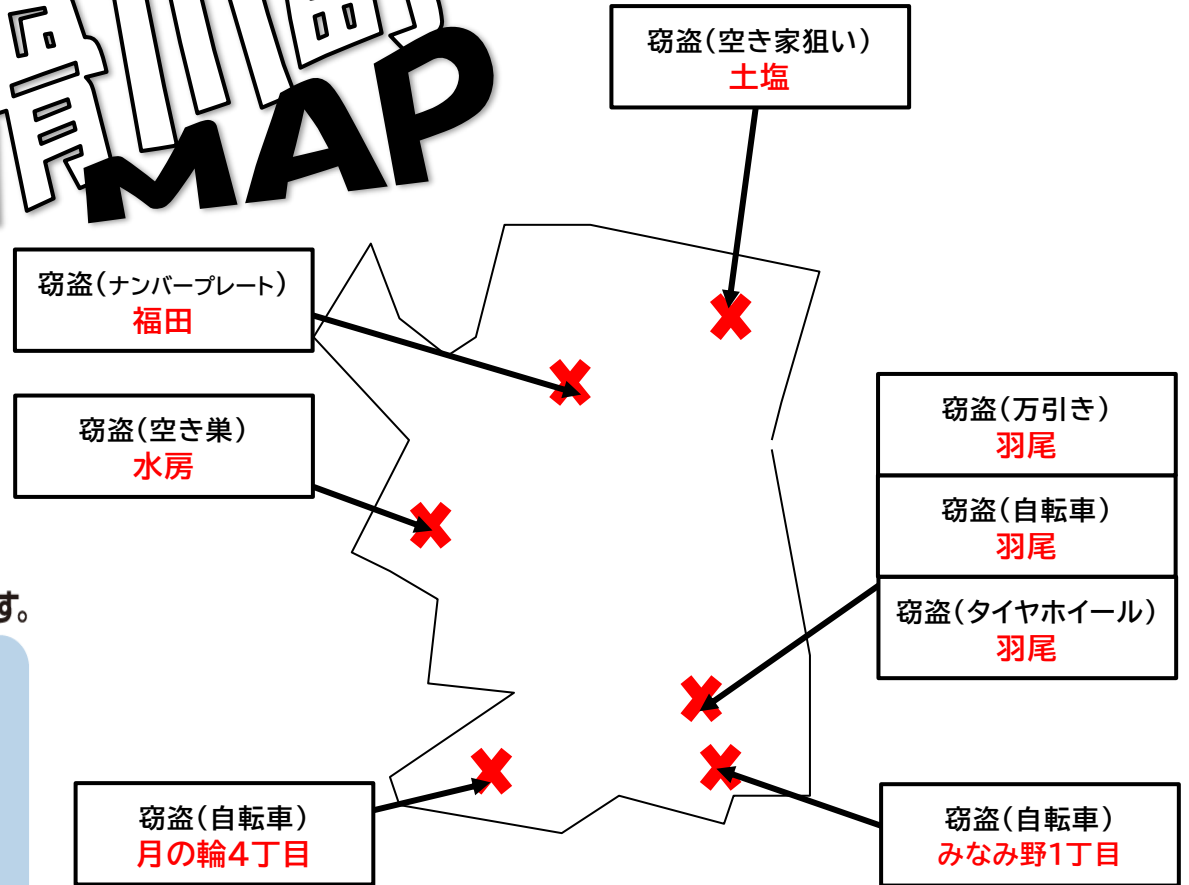 MAP
窃盗(空き家狙い)
土塩
窃盗(ナンバープレート)
福田
窃盗(空き巣)
水房
窃盗(万引き)
羽尾
窃盗(自転車)
羽尾
窃盗(タイヤホイール)
羽尾
す。
窃盗(自転車)
月の輪4丁目
窃盗(自転車)
みなみ野1丁目